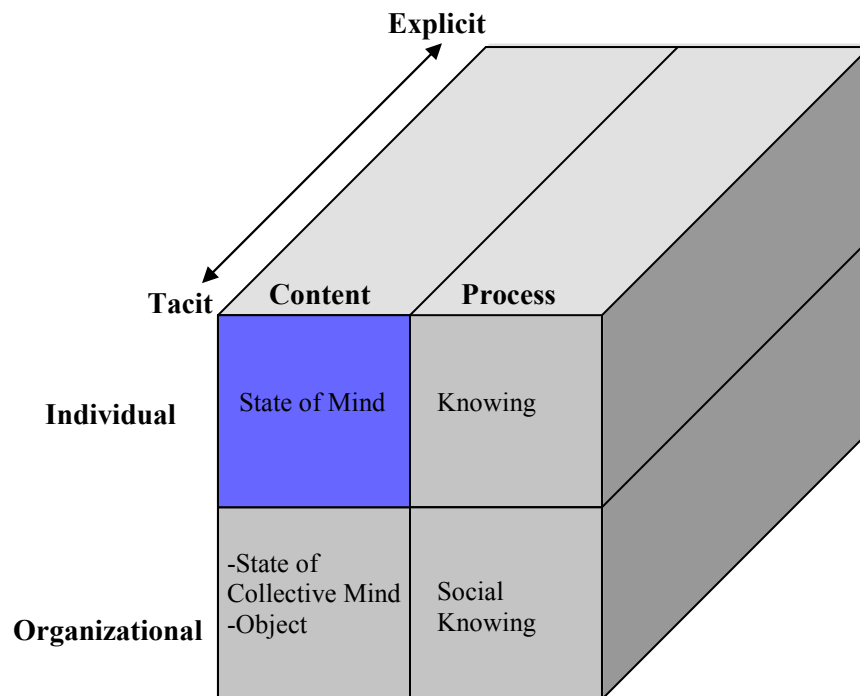 Explicit
Tacit
Content
Process
Individual
State of Mind
Knowing
Organizational
-State of
Collective Mind
-Object
Social
Knowing